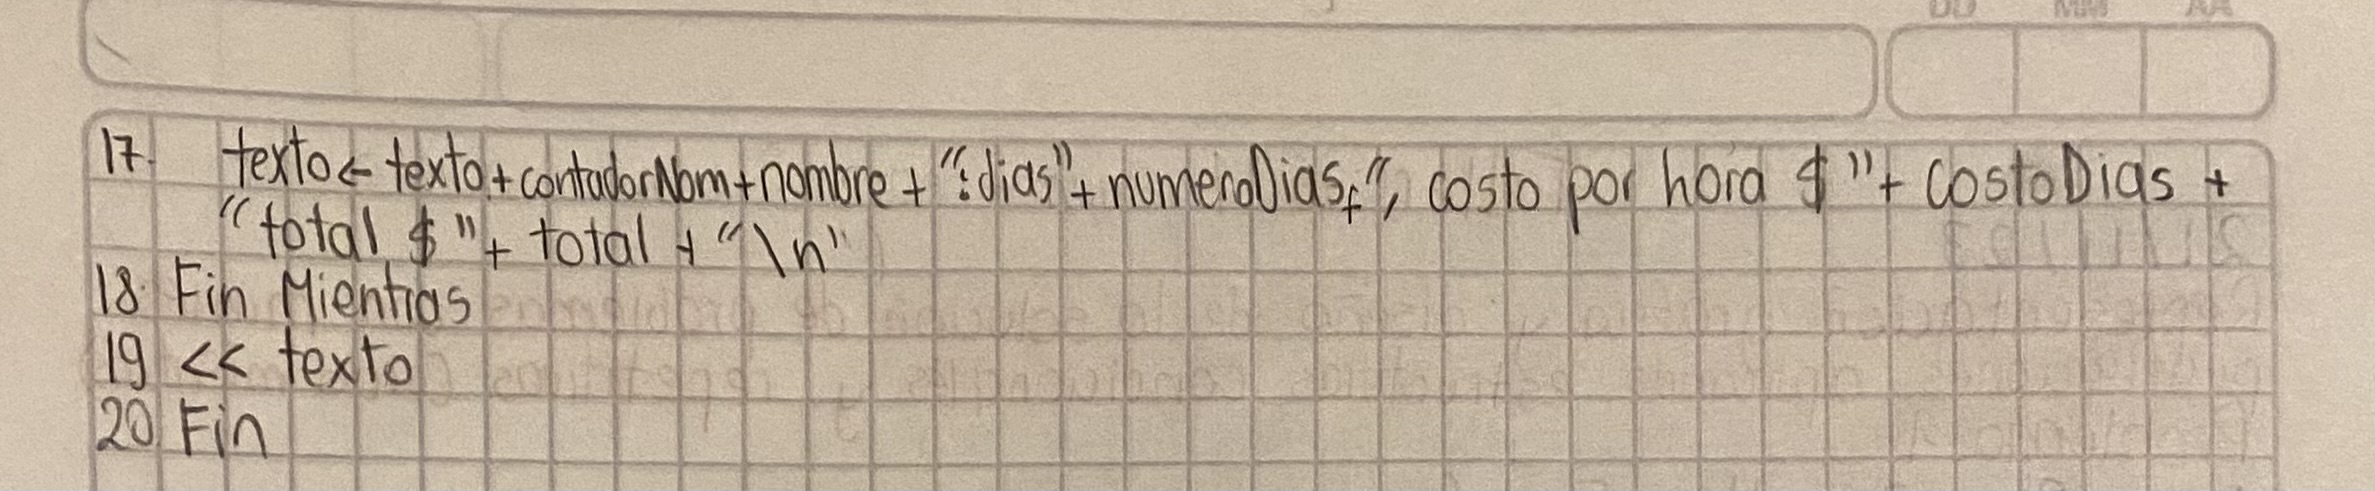 DD MM AA
17. texto ← texto + contadorNom + nombre + ": dias" + numeroDias + ", costo por hora $ " + CostoDias +
"total $ " + total + "\n"
18. Fin Mientras
19 << texto
20 Fin